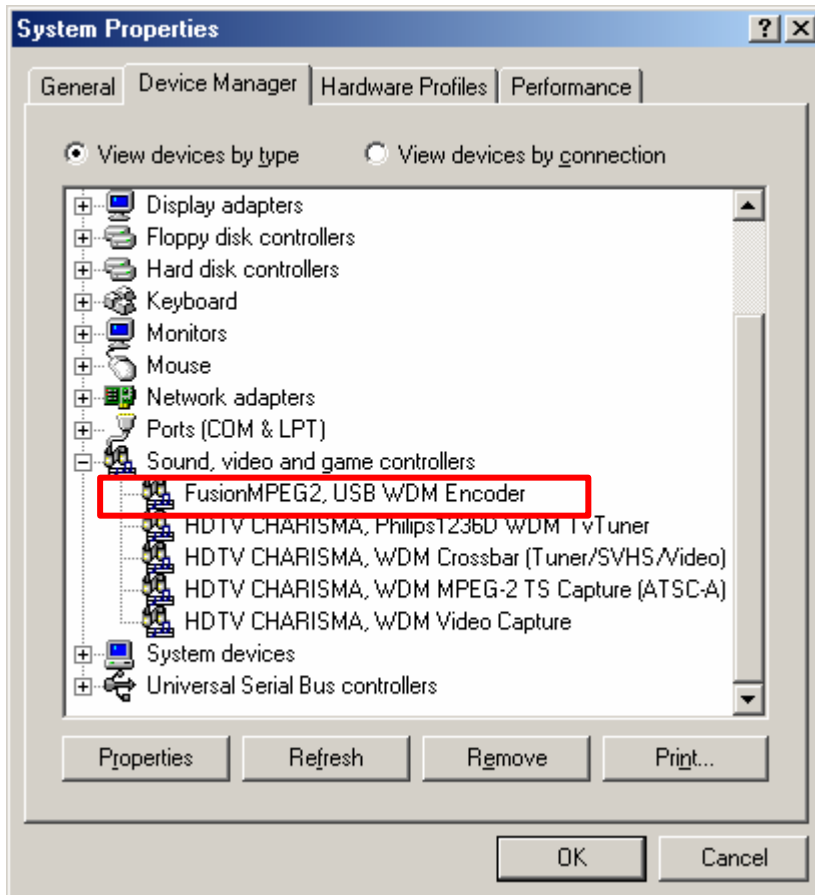 System Properties
General Device Manager Hardware Profiles Performance
View devices by type View devices by connection
Display adapters
Floppy disk controllers
Hard disk controllers
Keyboard
Monitors
Mouse
Network adapters
Ports (COM & LPT)
Sound, video and game controllers
FusionMPEG2, USB WDM Encoder
HDTV CHARISMA, Philips1236D WDM TvTuner
HDTV CHARISMA, WDM Crossbar (Tuner/SVHS/Video)
HDTV CHARISMA, WDM MPEG-2 TS Capture (ATSC-A)
HDTV CHARISMA, WDM Video Capture
System devices
Universal Serial Bus controllers
Properties Refresh Remove Print...
OK Cancel